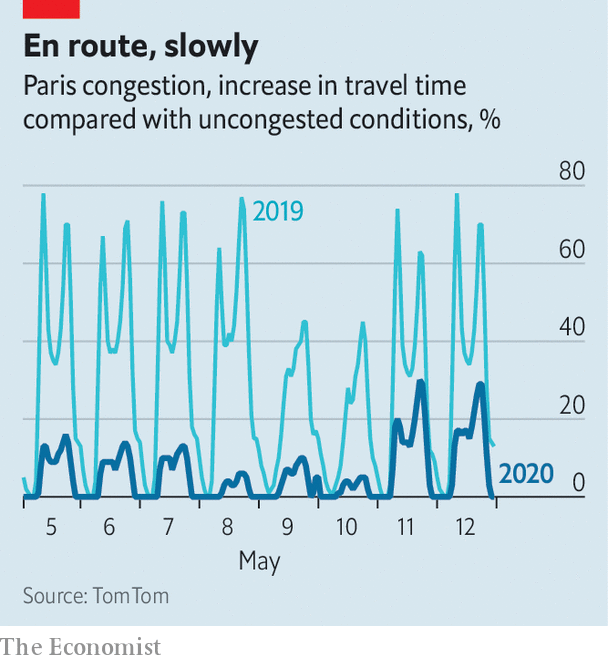 En route, slowly
Paris congestion, increase in travel time
compared with uncongested conditions, %
80
2019
60
40
20
2020
0
5 6 7 8 9 10 11 12
May
Source: TomTom
The Economist